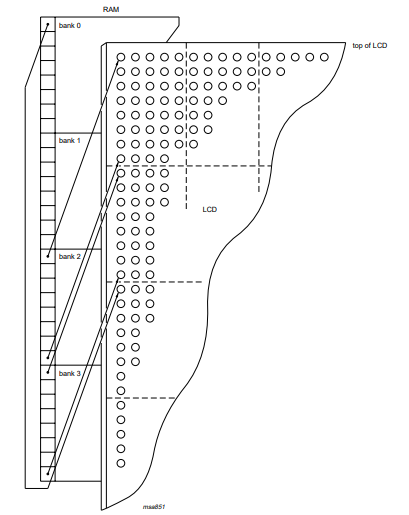 RAM
bank 0
top of LCD
bank 1
LCD
bank 2
bank 3
msa851